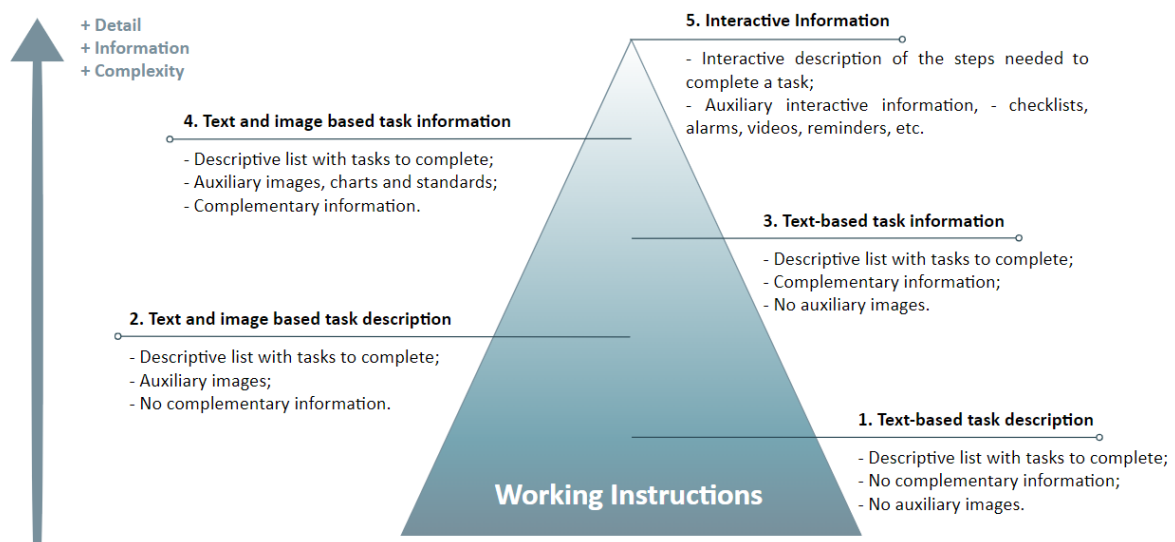 + Detail
+ Information
+ Complexity
5. Interactive Information
- Interactive description of the steps needed to
complete a task;
- Auxiliary interactive information, - checklists,
alarms, videos, reminders, etc.
4. Text and image based task information
- Descriptive list with tasks to complete;
- Auxiliary images, charts and standards;
- Complementary information.
3. Text-based task information
- Descriptive list with tasks to complete;
- Complementary information;
- No auxiliary images.
2. Text and image based task description
- Descriptive list with tasks to complete;
- Auxiliary images;
- No complementary information.
1. Text-based task description
- Descriptive list with tasks to complete;
- No complementary information;
- No auxiliary images.
Working Instructions